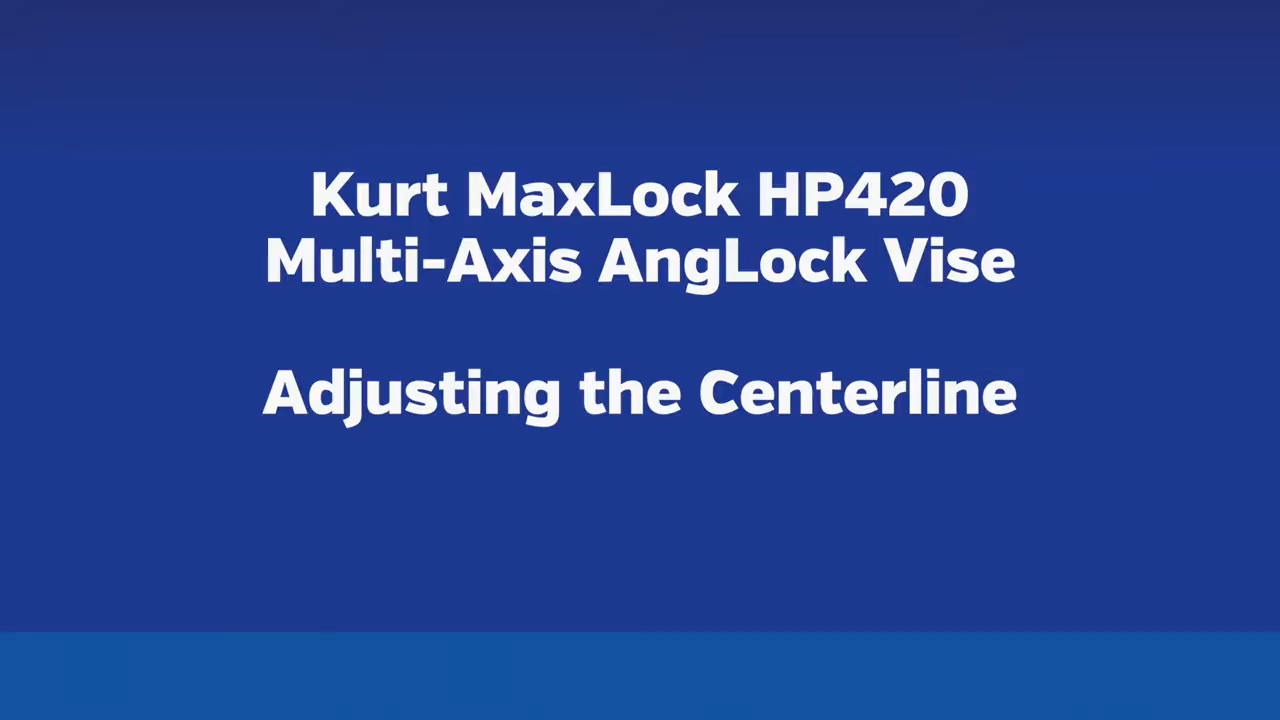 Kurt MaxLock HP420
Multi-Axis AngLock Vise
Adjusting the Centerline